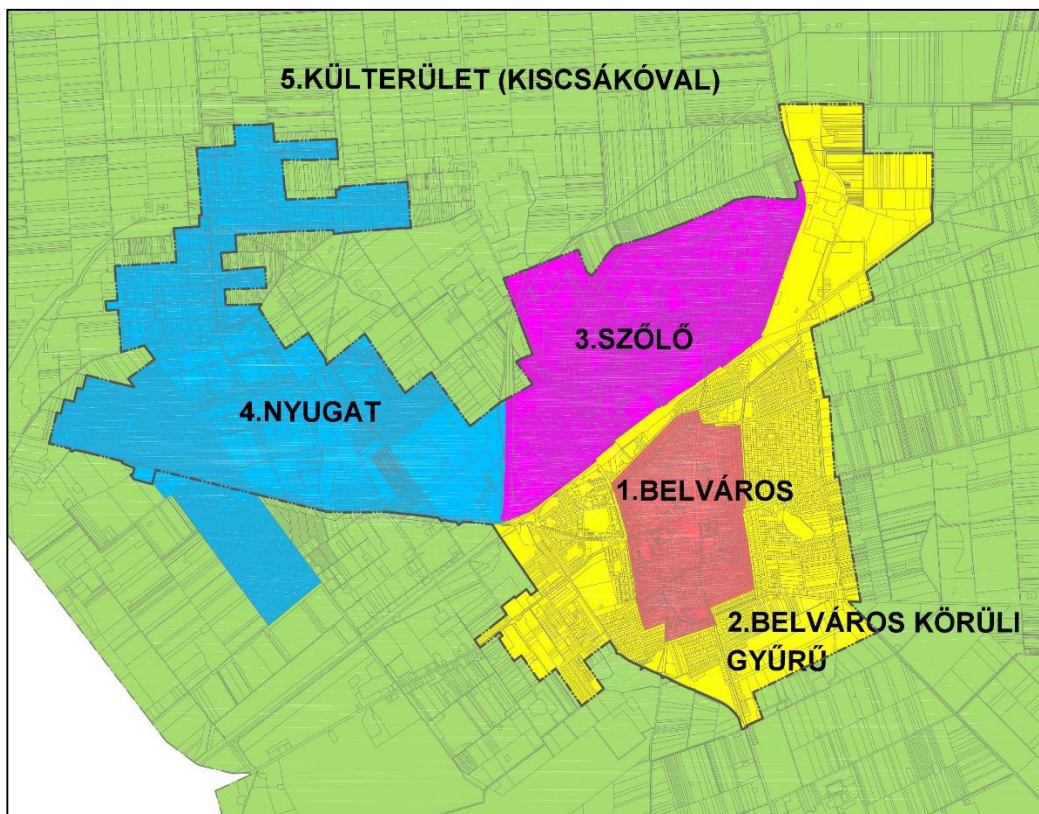 5.KÜLTERÜLET (KISCSÁKÓVAL)
3.SZŐLŐ
4.NYUGAT
1.BELVÁROS
2.BELVÁROS KÖRÜLI
GYŰRŰ